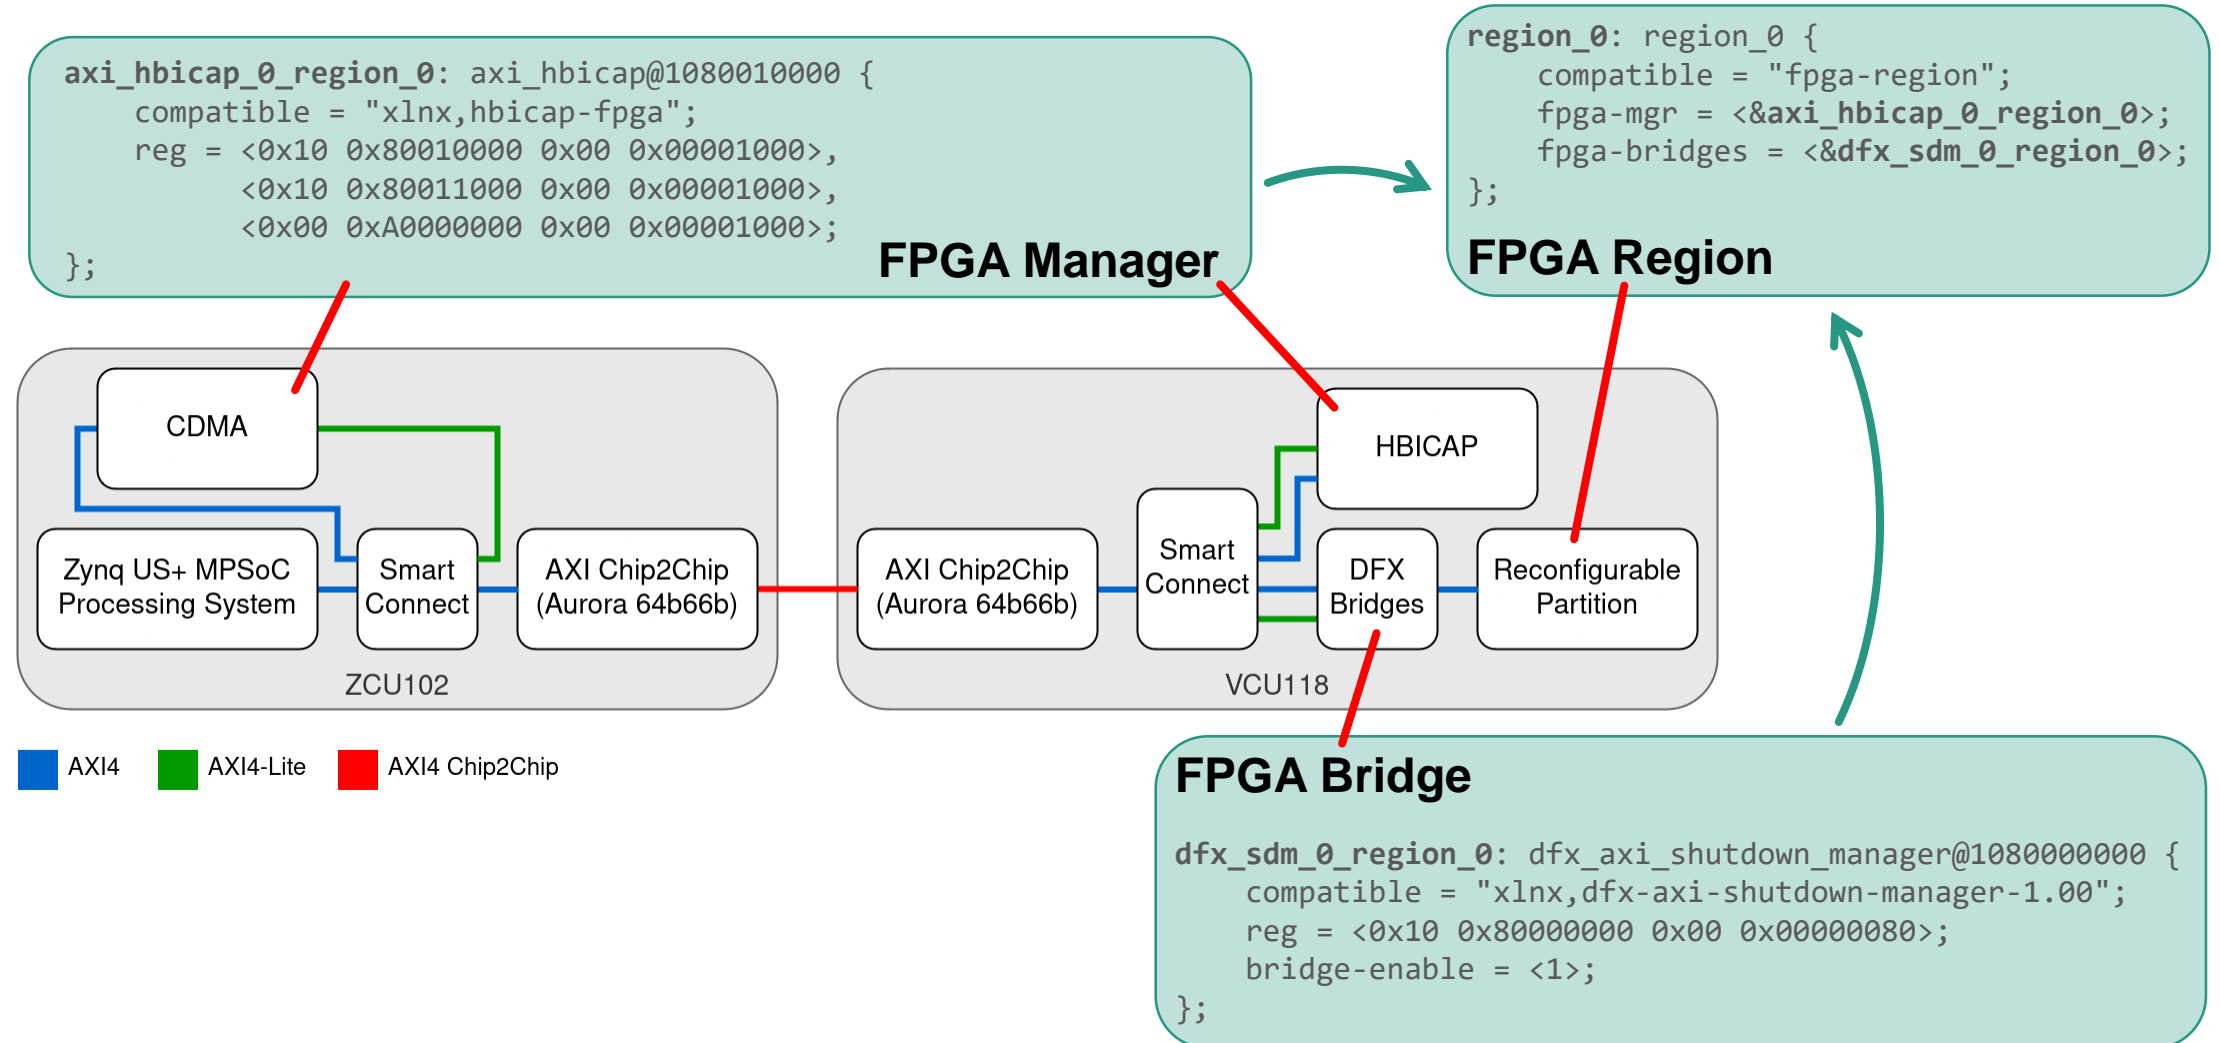 axi_hbicap_0_region_0: axi_hbicap@1080010000 {
compatible = "xlnx,hbicap-fpga";
reg = <0x10 0x80010000 0x00 0x00001000>,
<0x10 0x80011000 0x00 0x00001000>,
<0x00 0xA0000000 0x00 0x00001000>;
};
FPGA Manager
region_0: region_0 {
compatible = "fpga-region";
fpga-mgr = <&axi_hbicap_0_region_0>;
fpga-bridges = <&dfx_sdm_0_region_0>;
};
FPGA Region
CDMA
Zynq US+ MPSoC
Processing System
Smart
Connect
AXI Chip2Chip
(Aurora 64b66b)
ZCU102
AXI Chip2Chip
(Aurora 64b66b)
Smart
Connect
HBICAP
DFX
Bridges
Reconfigurable
Partition
VCU118
AXI4
AXI4-Lite
AXI4 Chip2Chip
FPGA Bridge
dfx_sdm_0_region_0: dfx_axi_shutdown_manager@1080000000 {
compatible = "xlnx,dfx-axi-shutdown-manager-1.00";
reg = <0x10 0x80000000 0x00 0x00000080>;
bridge-enable = <1>;
};